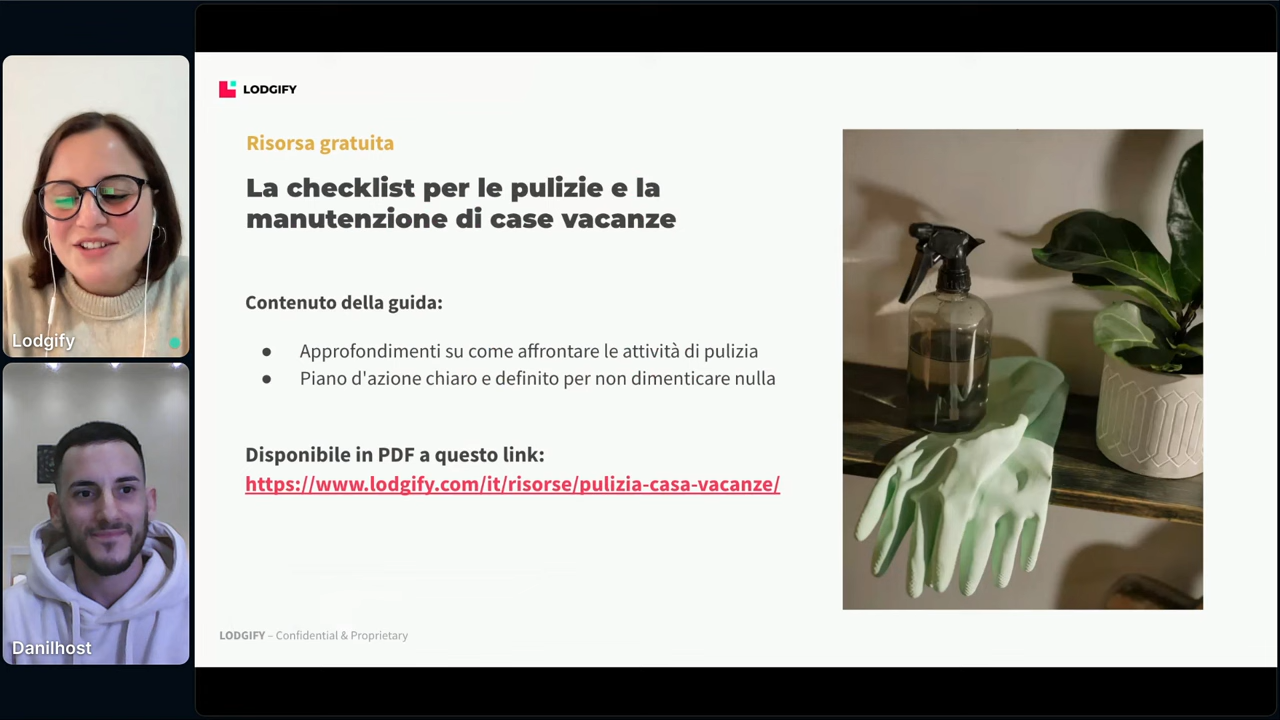 LODGIFY
Risorsa gratuita
La checklist per le pulizie e la
manutenzione di case vacanze
Contenuto della guida:
● Approfondimenti su come affrontare le attività di pulizia
● Piano d'azione chiaro e definito per non dimenticare nulla
Disponibile in PDF a questo link:
https://www.lodgify.com/it/risorse/pulizia-casa-vacanze/
LODGIFY – Confidential & Proprietary
Lodgify
Danilhost